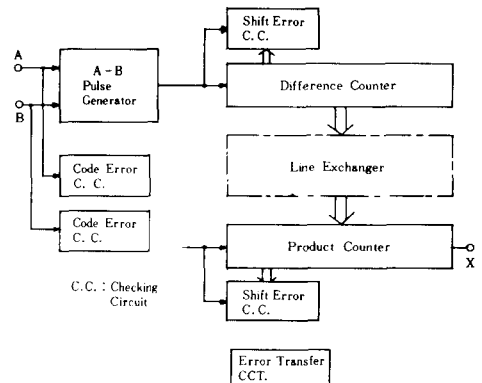 Shift Error
C. C.
A
A - B
Pulse
Generator
Difference Counter
B
Line Exchanger
Code Error
C. C.
Code Error
C. C.
Product Counter
X
C.C. : Checking
Circuit
Shift Error
C. C.
Error Transfer
CCT.